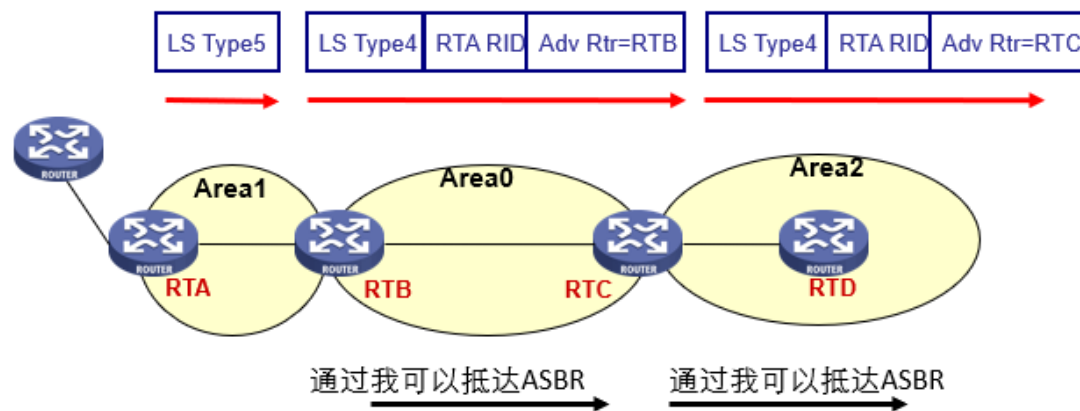 LS Type5
LS Type4 RTA RID Adv Rtr=RTB
LS Type4 RTA RID Adv Rtr=RTC
ROUTER
Area1
Area0
Area2
ROUTER
ROUTER
ROUTER
ROUTER
RTA
RTB
RTC
RTD
通过我可以抵达ASBR
通过我可以抵达ASBR